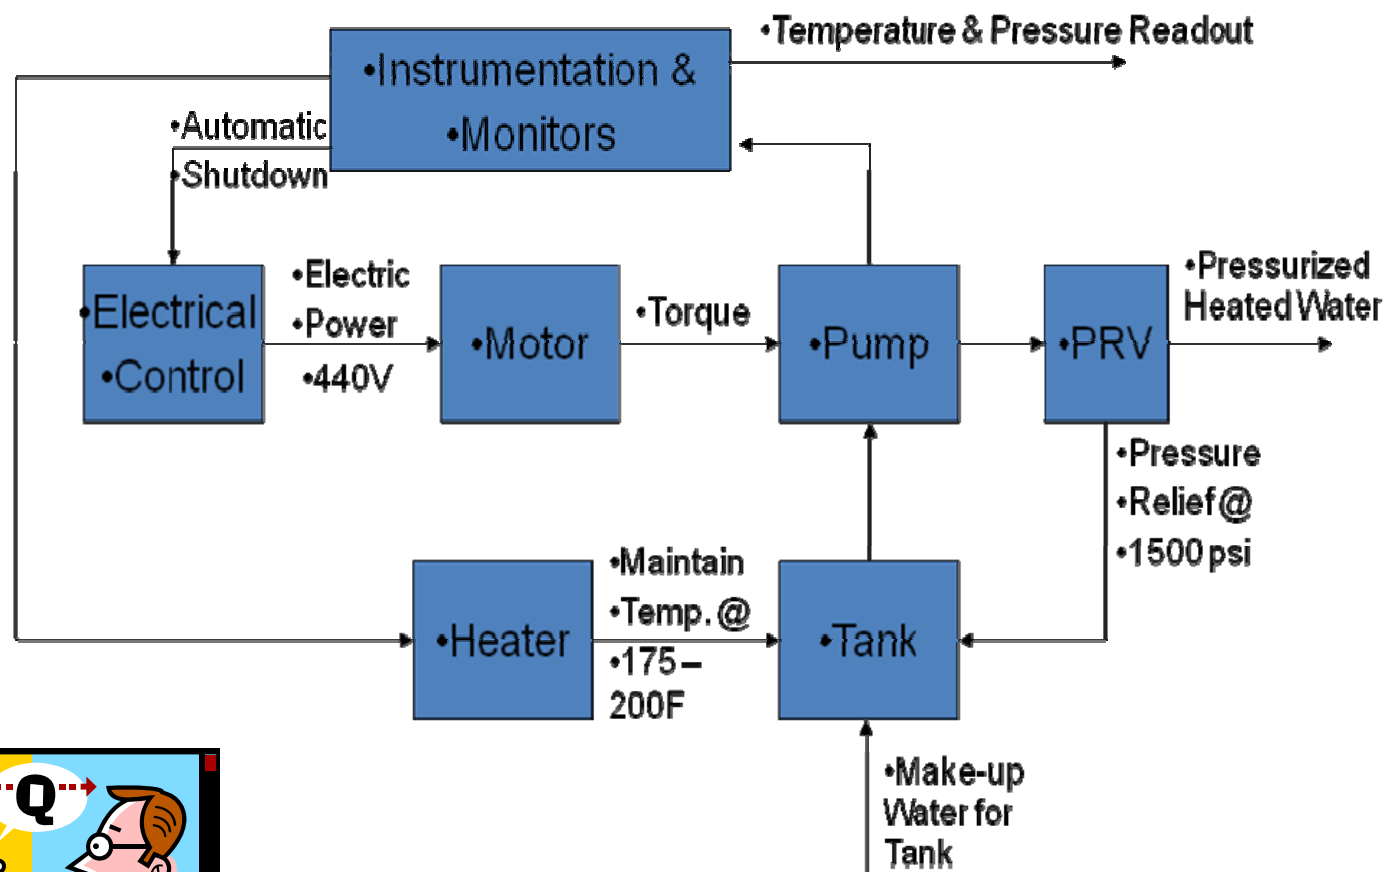 •Temperature & Pressure Readout
•Instrumentation &
•Monitors
•Automatic
•Shutdown
•Electrical
•Control
•Electric
•Power
•440V
•Motor
•Torque
•Pump
•PRV
•Pressurized
Heated Water
•Pressure
•Relief @
•1500 psi
•Heater
•Maintain
•Temp. @
•175 –
200F
•Tank
•Make-up
Water for
Tank
Q